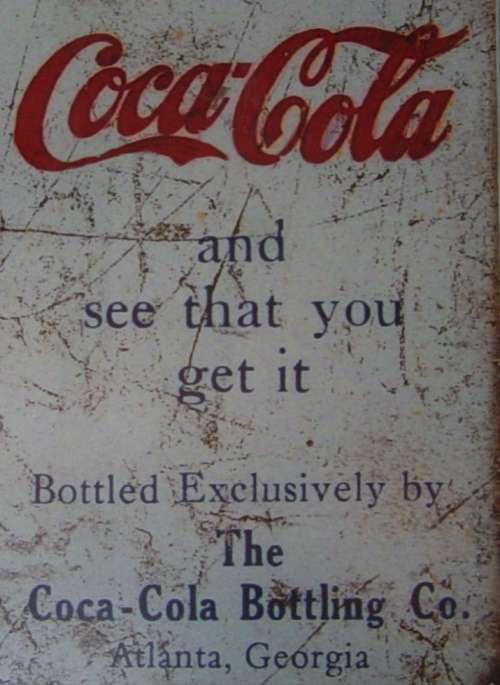 Coca-Cola
and
see that you
get it
Bottled Exclusively by
The
Coca-Cola Bottling Co.
Atlanta, Georgia